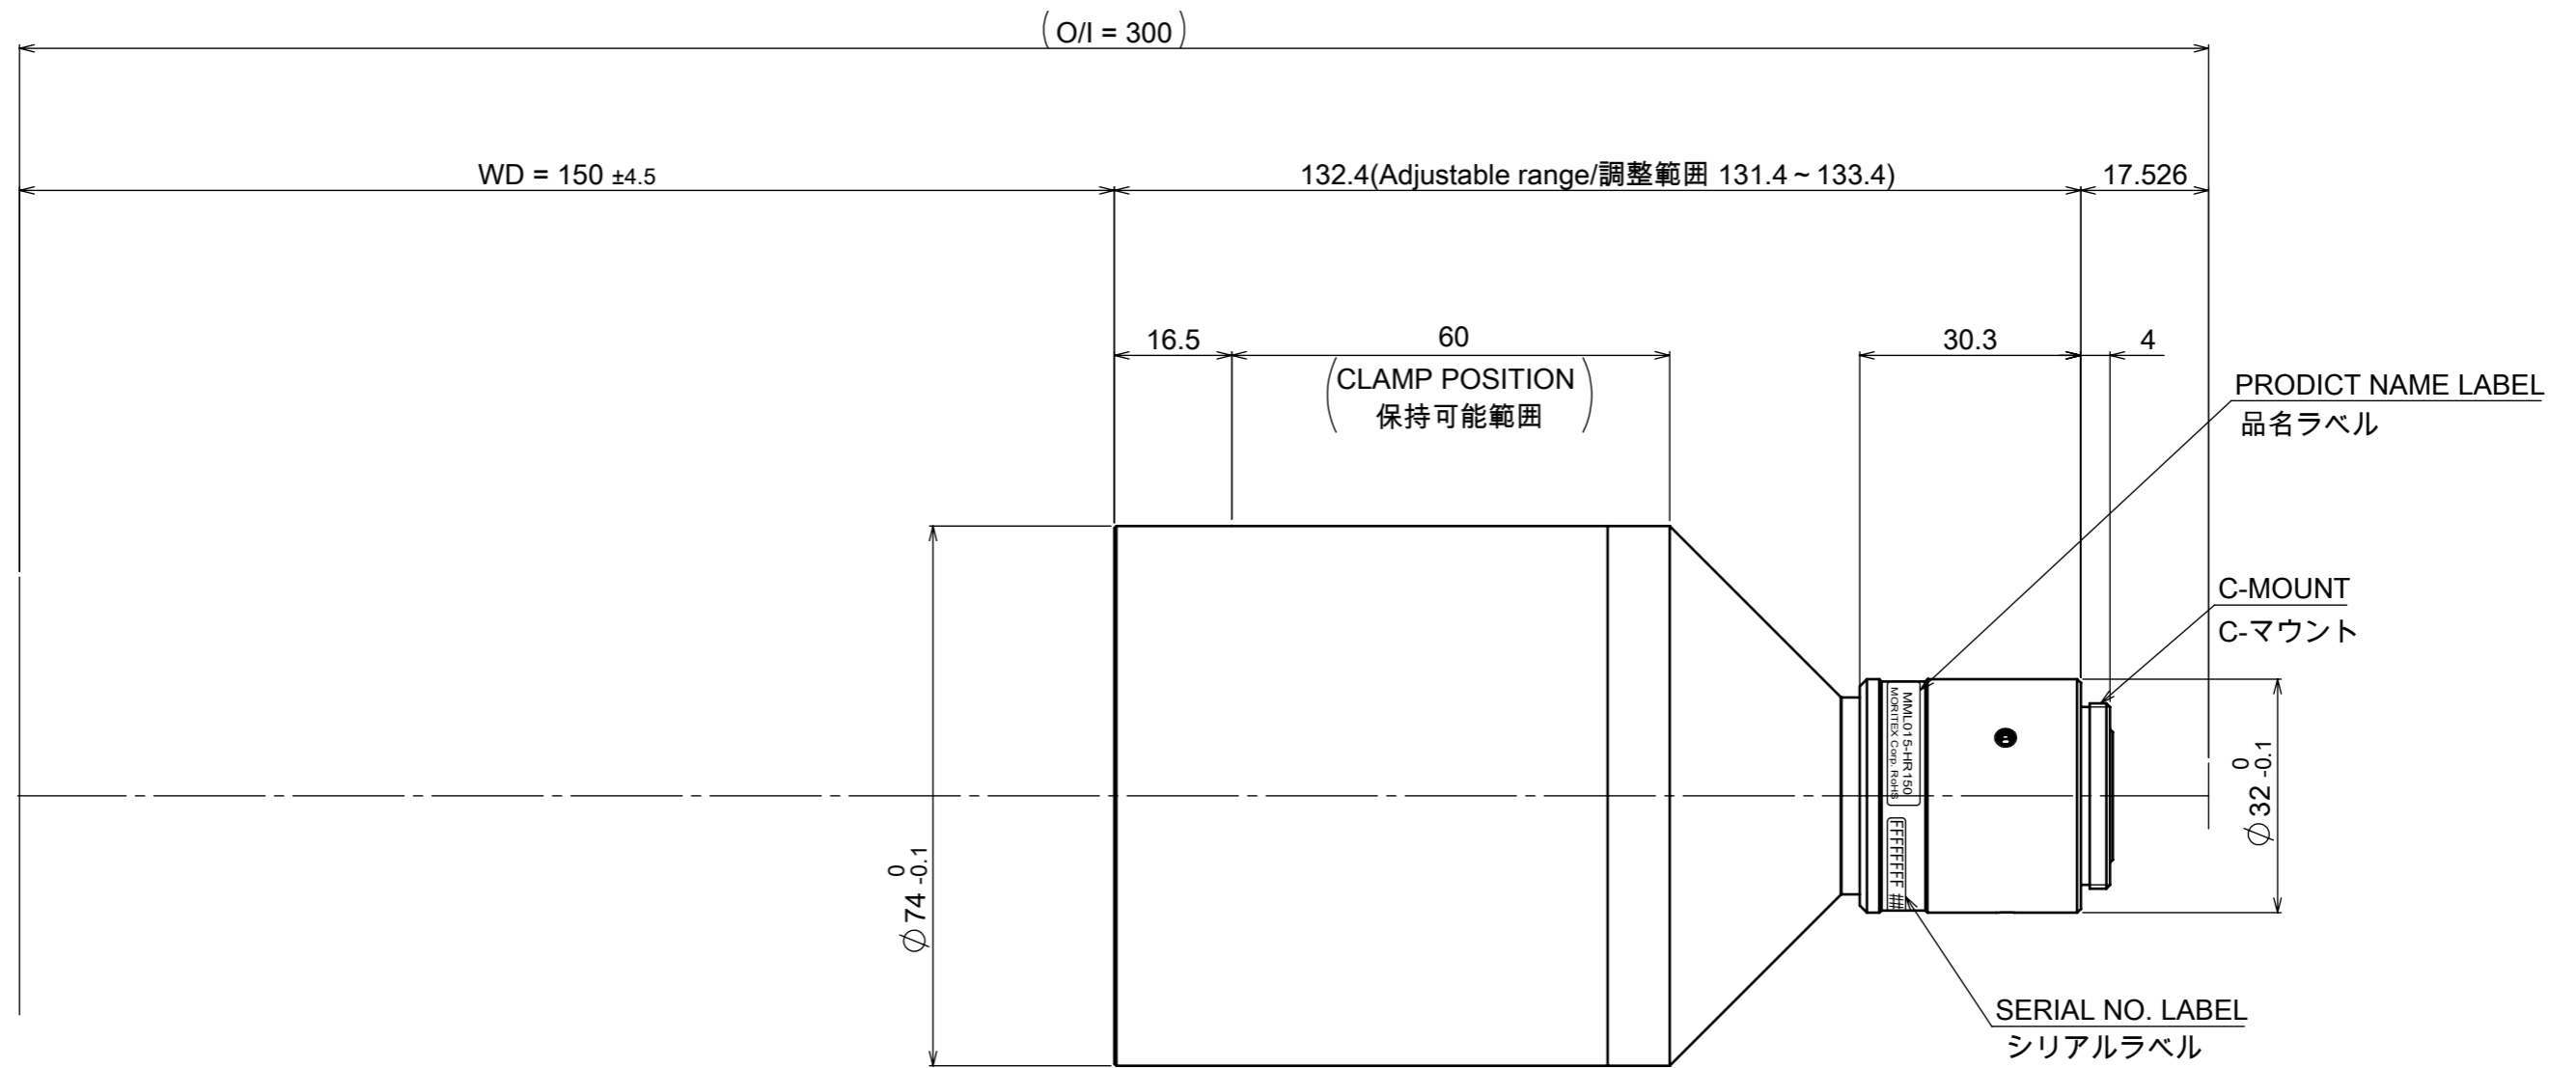 (O/I = 300)
WD = 150 ±4.5
132.4(Adjustable range/調整範囲 131.4～133.4)
17.526
16.5
60
(CLAMP POSITION
保持可能範囲)
30.3
4
PRODICT NAME LABEL
品名ラベル
C-MOUNT
C-マウント
MML015-HR150
MORITEX Corp. RoHS
FFFFFFFF ##
⌀74 0 -0.1
⌀32 0 -0.1
SERIAL NO. LABEL
シリアルラベル